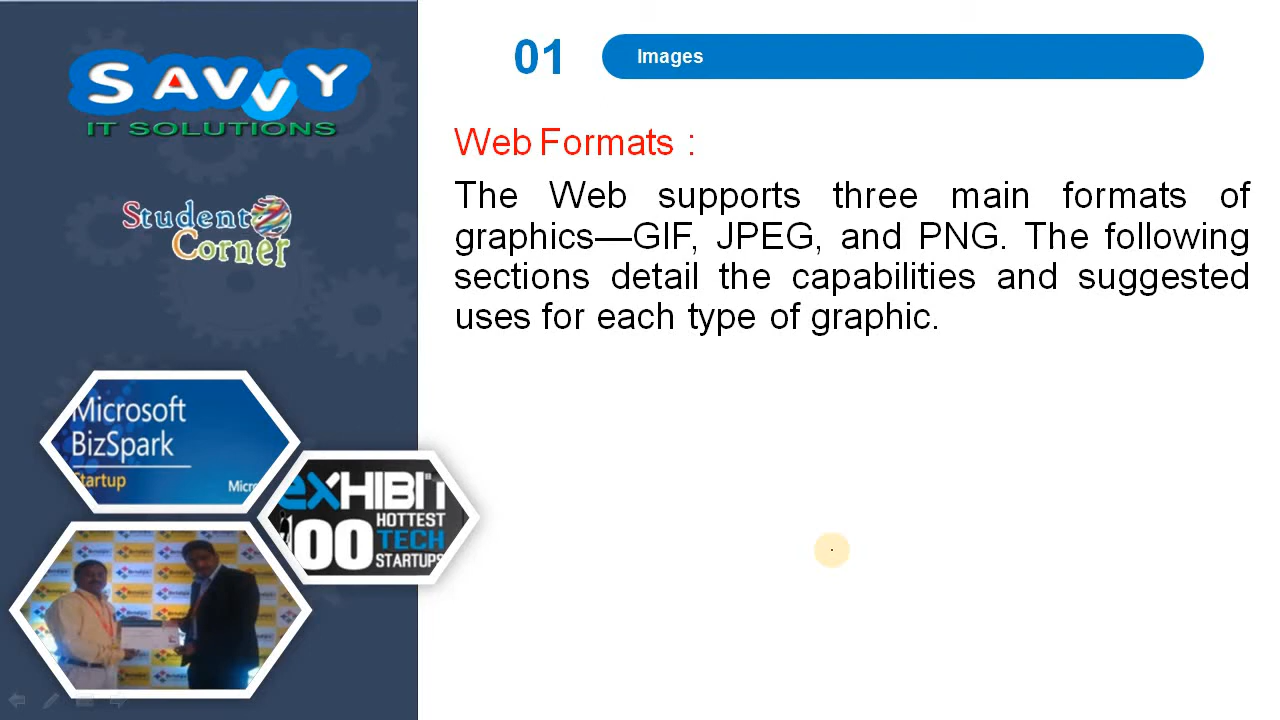 SAVVY
IT SOLUTIONS
Student
Corner
Microsoft
BizSpark
Startup
Micro
exHIBIT
100
HOTTEST
TECH
STARTUPS
01
Images
Web Formats :
The Web supports three main formats of
graphics—GIF, JPEG, and PNG. The following
sections detail the capabilities and suggested
uses for each type of graphic.